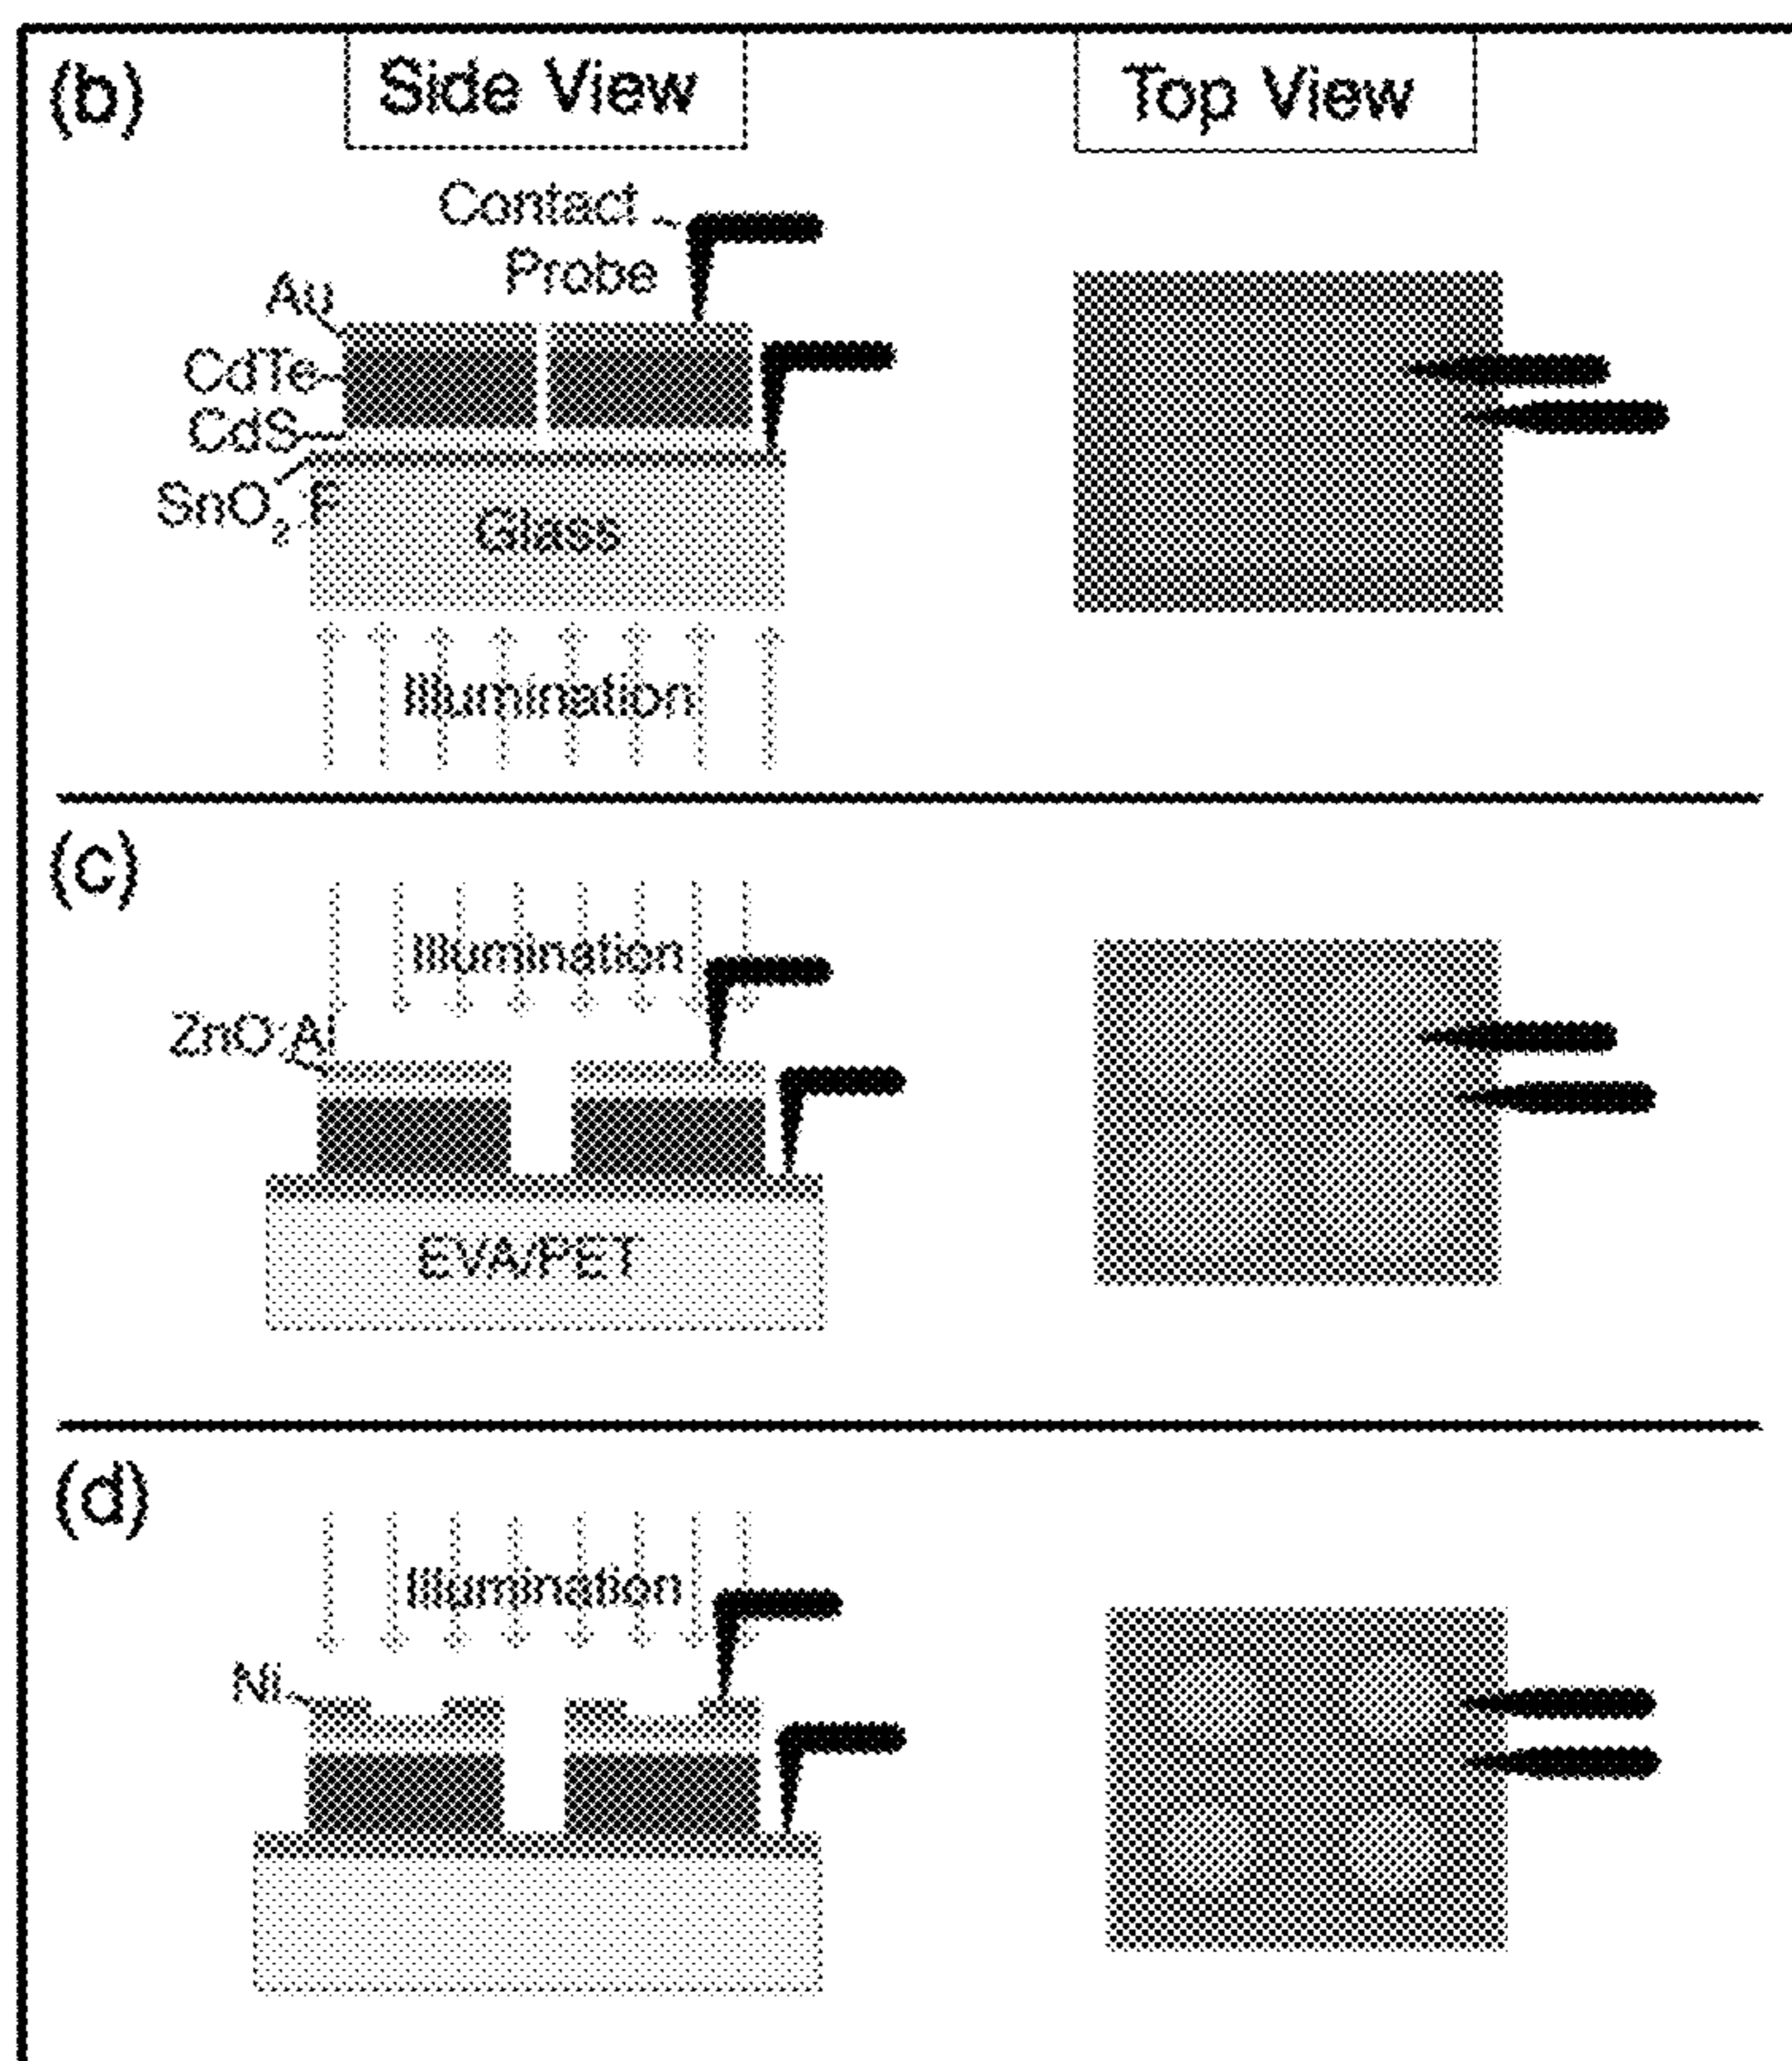 (b)
Side View
Top View
Contact
Probe
Au
CdTe
CdS
SnO₂:F
Glass
Illumination
(c)
Illumination
ZnO:Al
EVA/PET
(d)
Illumination
Ni